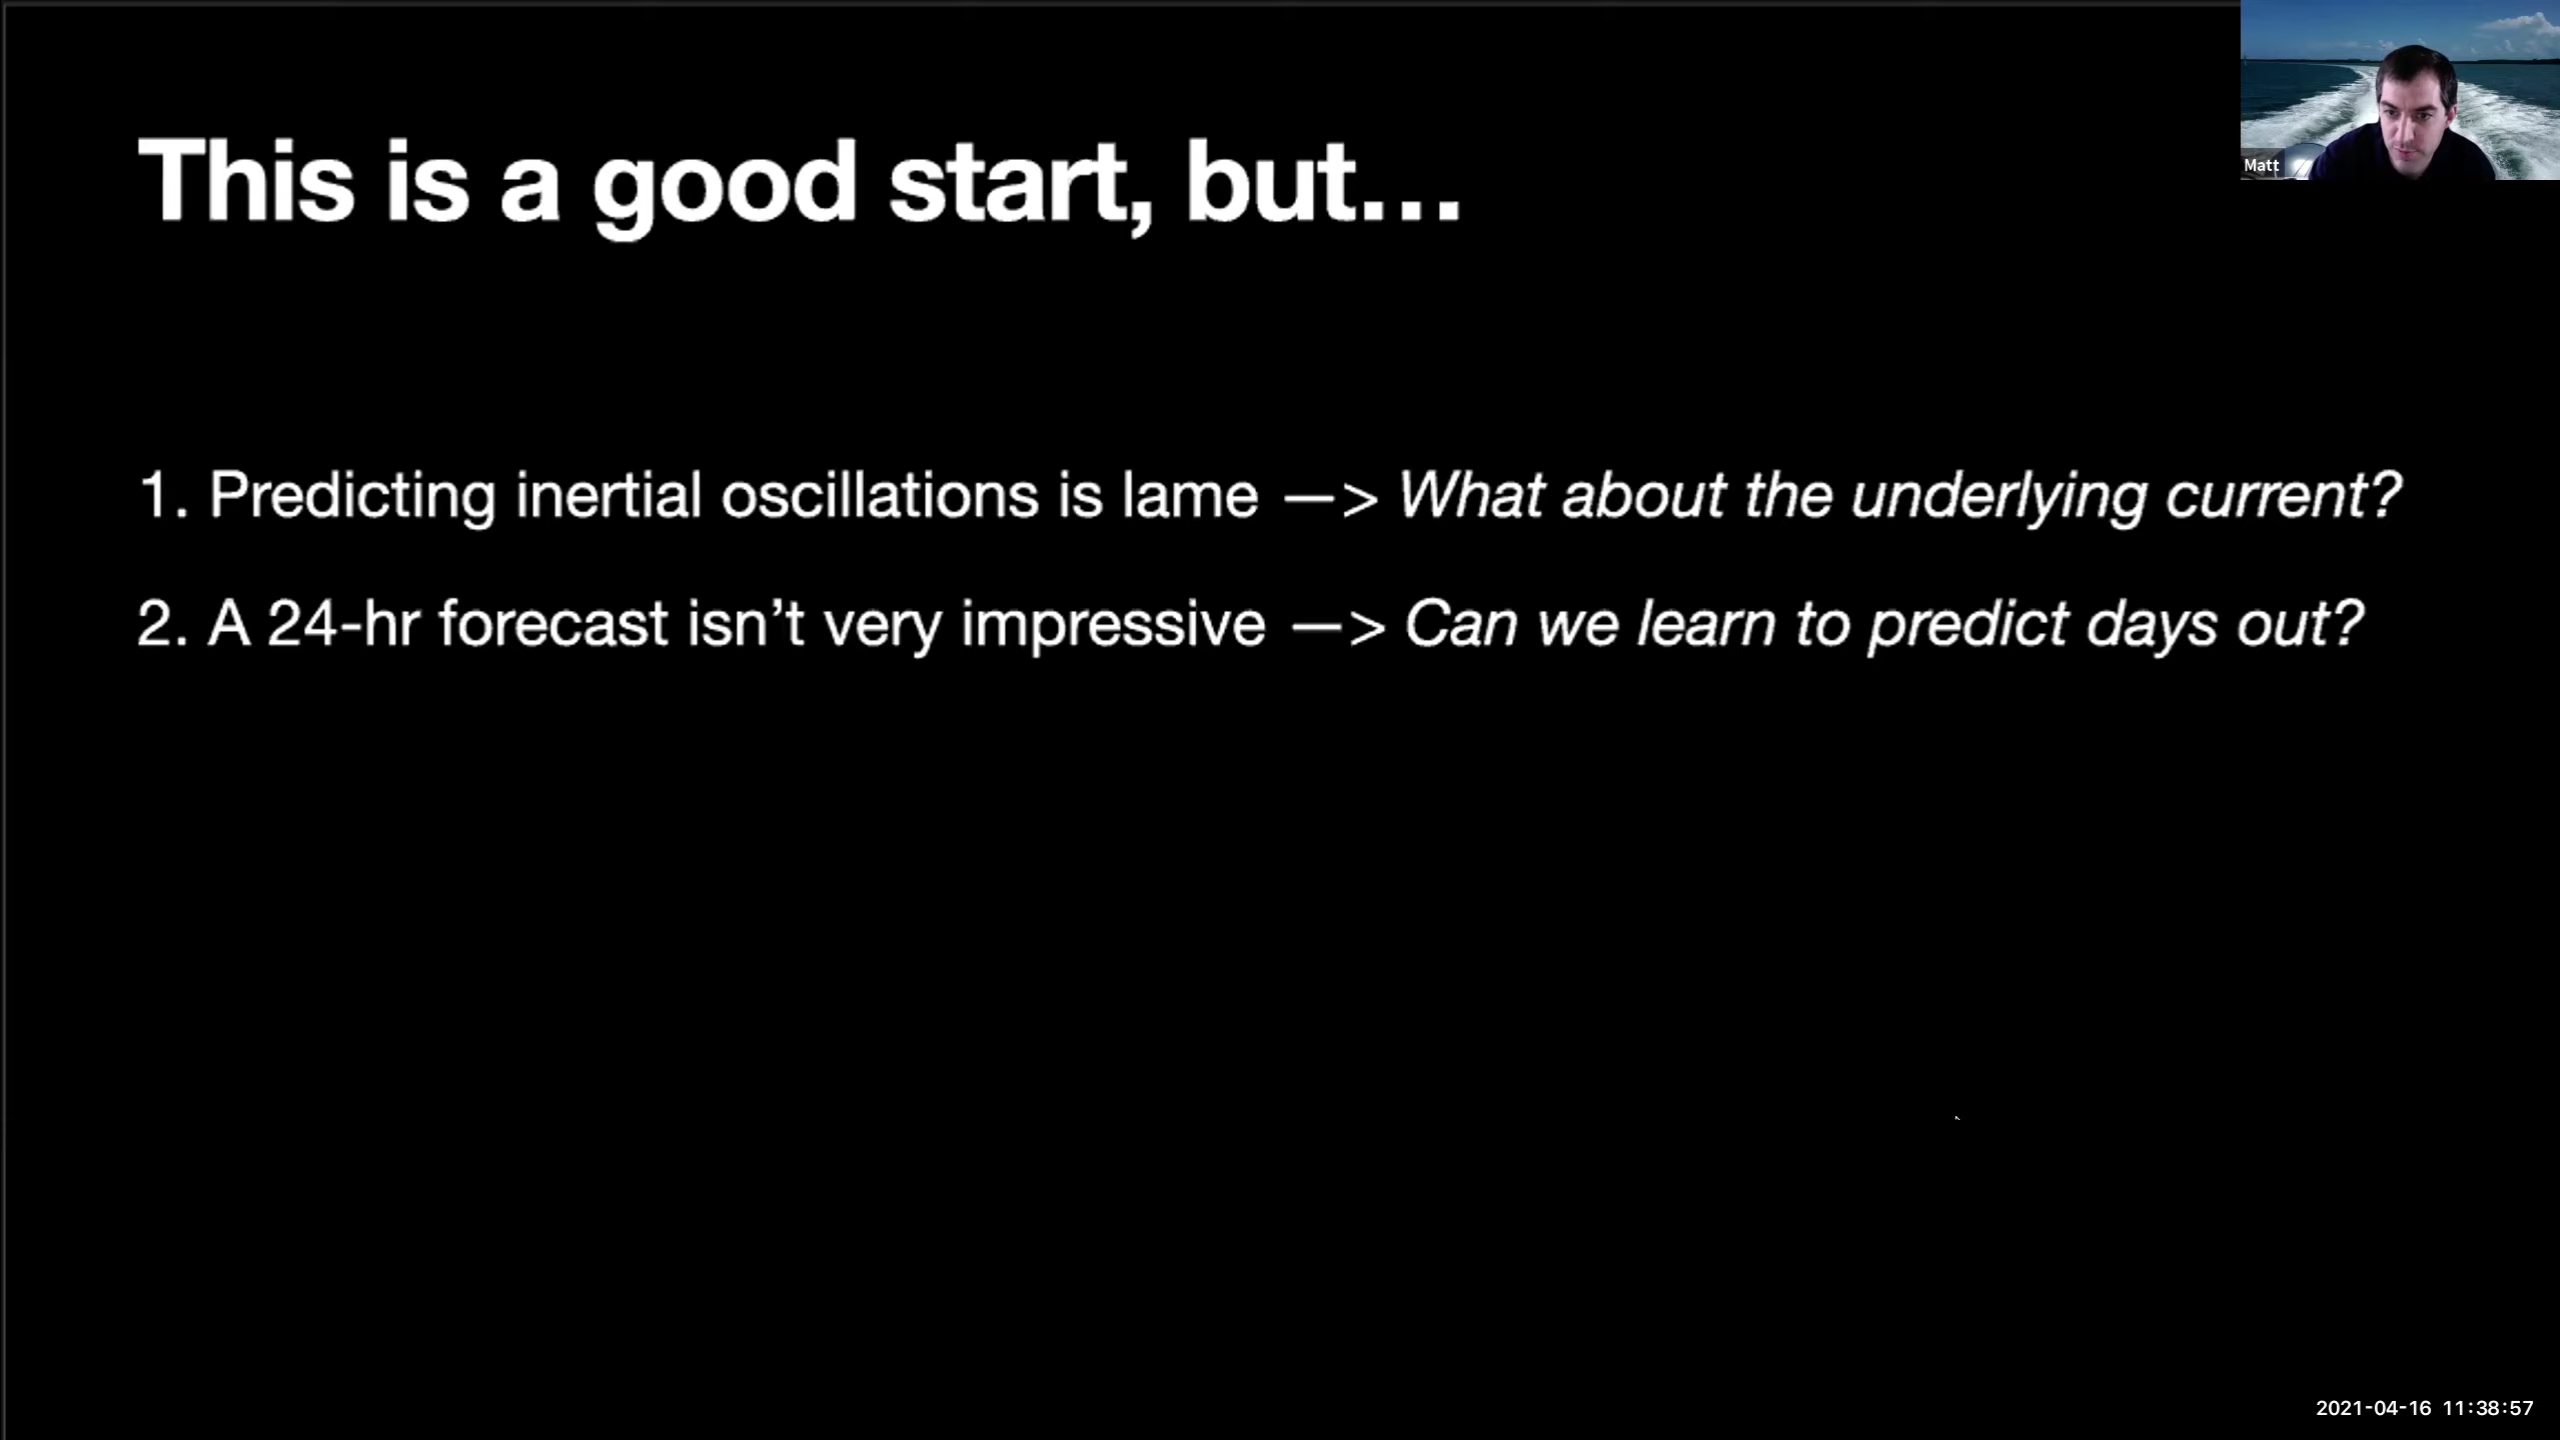 This is a good start, but...
1. Predicting inertial oscillations is lame —> What about the underlying current?
2. A 24-hr forecast isn’t very impressive —> Can we learn to predict days out?
Matt
2021-04-16 11:38:57